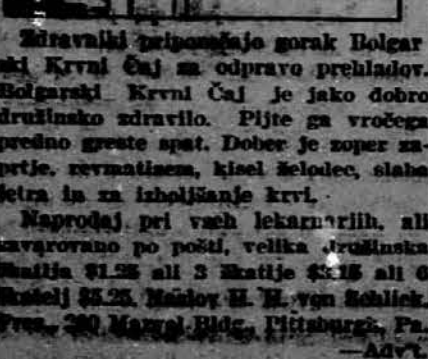 Zdravniki priporočajo gorak Bolgar
ski Krvni Čaj za odpravo prehladov.
Bolgarski Krvni Čaj je jako dobro
družinsko zdravilo. Pijte ga vročega
predno greste spat. Dober je zoper za-
prtje, revmatizem, kisel želodec, slaba
jetra in za izboljšanje krvi.
Naprodaj pri vseh lekarnarjih, ali
zavarovano po pošti, velika družinska
škatlja $1.25 ali 3 škatlje $3.15 ali 6
škatelj $5.25. Naslov H. H. von Schlick,
Pres., Marvel Bldg., Pittsburgh, Pa.
—Adv't.